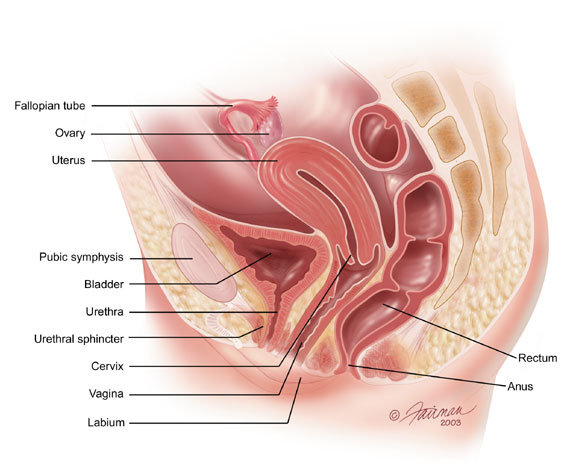 Fallopian tube
Ovary
Uterus
Pubic symphysis
Bladder
Urethra
Urethral sphincter
Cervix
Vagina
Labium
Rectum
Anus
© Fairman
2003